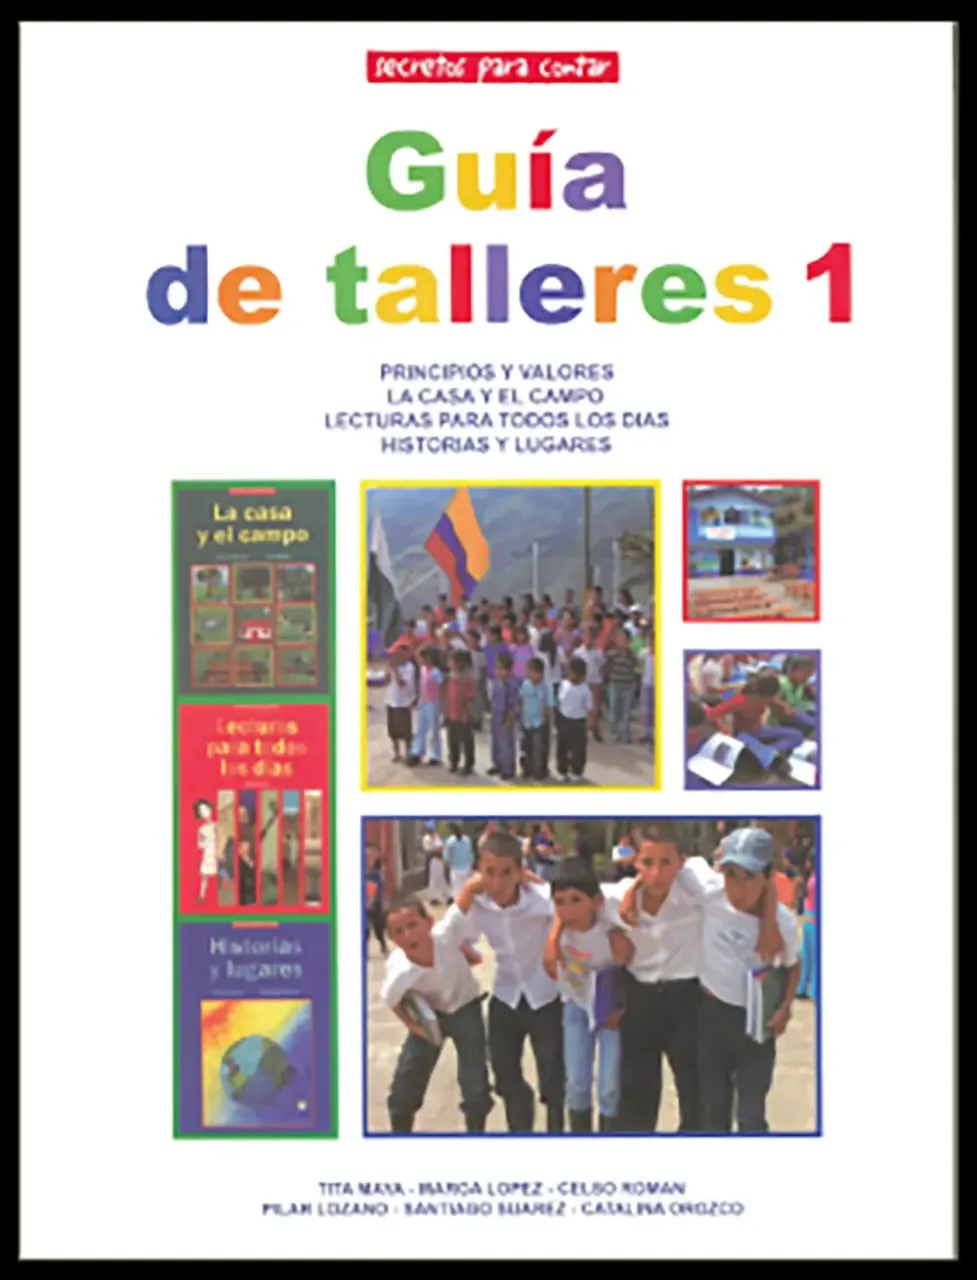 secretos para contar
Guía
de talleres 1
PRINCIPIOS Y VALORES
LA CASA Y EL CAMPO
LECTURAS PARA TODOS LOS DIAS
HISTORIAS Y LUGARES
La casa
y el campo
Lecturas
para todos
los días
Historias
y lugares
TITA MAYA - MARCA LOPEZ - CELSO ROMAN
PILAR LOZANO - SANTIAGO SUAREZ - CATALINA OROZCO